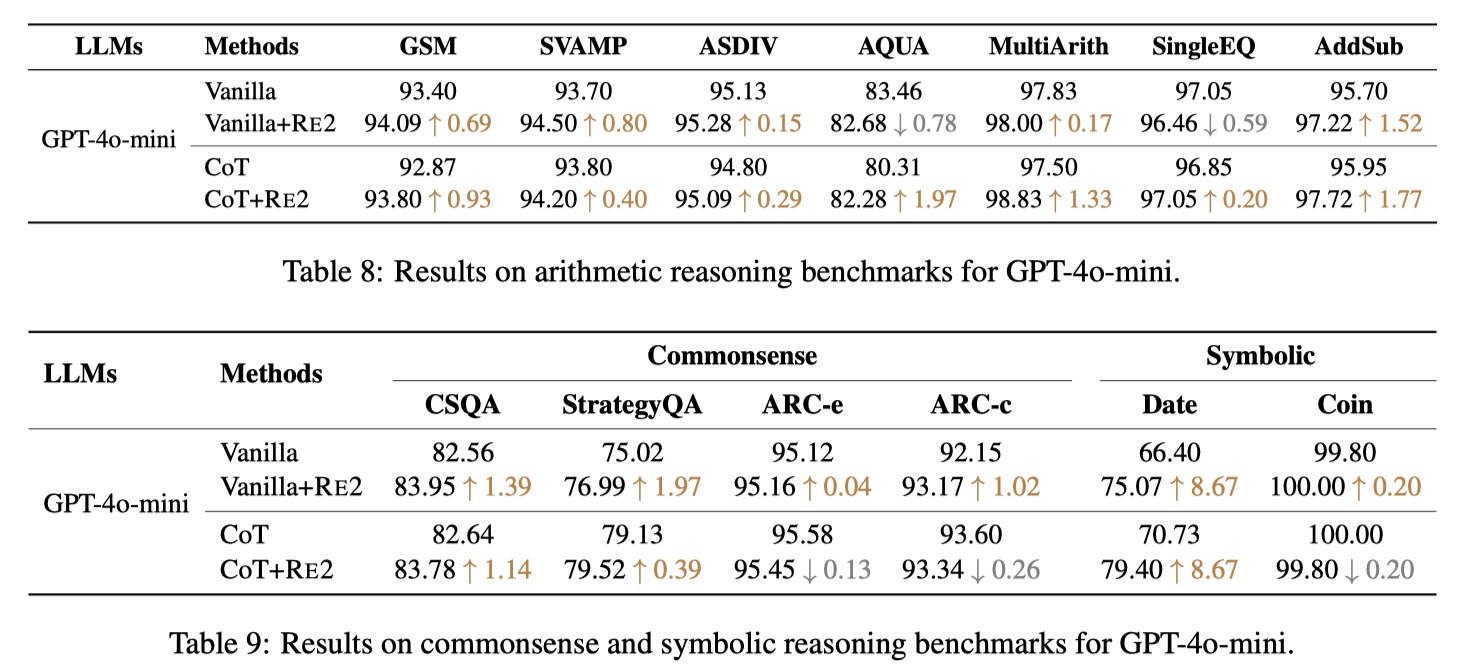 LLMs Methods GSM SVAMP ASDIV AQUA MultiArith SingleEQ AddSub
Vanilla 93.40 93.70 95.13 83.46 97.83 97.05 95.70
GPT-4o-mini Vanilla+RE2 94.09 ↑ 0.69 94.50 ↑ 0.80 95.28 ↑ 0.15 82.68 ↓ 0.78 98.00 ↑ 0.17 96.46 ↓ 0.59 97.22 ↑ 1.52
CoT 92.87 93.80 94.80 80.31 97.50 96.85 95.95
CoT+RE2 93.80 ↑ 0.93 94.20 ↑ 0.40 95.09 ↑ 0.29 82.28 ↑ 1.97 98.83 ↑ 1.33 97.05 ↑ 0.20 97.72 ↑ 1.77
Table 8: Results on arithmetic reasoning benchmarks for GPT-4o-mini.
LLMs Methods Commonsense Symbolic
CSQA StrategyQA ARC-e ARC-c Date Coin
Vanilla 82.56 75.02 95.12 92.15 66.40 99.80
GPT-4o-mini Vanilla+RE2 83.95 ↑ 1.39 76.99 ↑ 1.97 95.16 ↑ 0.04 93.17 ↑ 1.02 75.07 ↑ 8.67 100.00 ↑ 0.20
CoT 82.64 79.13 95.58 93.60 70.73 100.00
CoT+RE2 83.78 ↑ 1.14 79.52 ↑ 0.39 95.45 ↓ 0.13 93.34 ↓ 0.26 79.40 ↑ 8.67 99.80 ↓ 0.20
Table 9: Results on commonsense and symbolic reasoning benchmarks for GPT-4o-mini.